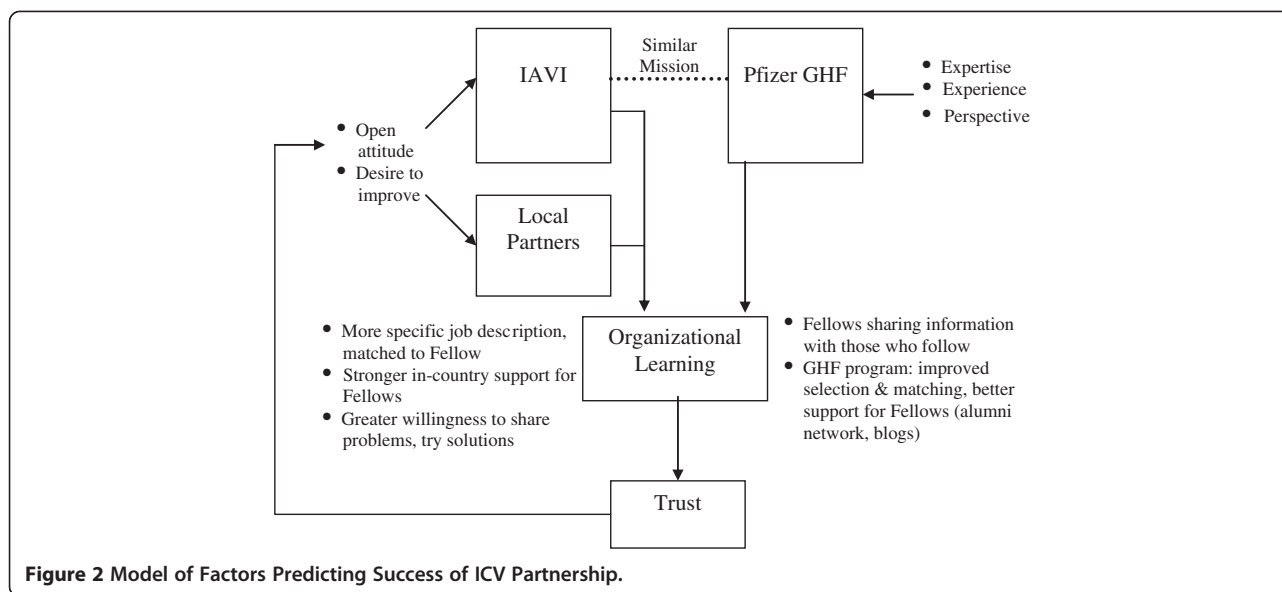 Similar
Mission
IAVI
Pfizer GHF
• Expertise
• Experience
• Perspective
• Open
attitude
• Desire to
improve
Local
Partners
• More specific job description,
matched to Fellow
• Stronger in-country support for
Fellows
• Greater willingness to share
problems, try solutions
Organizational
Learning
• Fellows sharing information
with those who follow
• GHF program: improved
selection & matching, better
support for Fellows (alumni
network, blogs)
Trust
Figure 2 Model of Factors Predicting Success of ICV Partnership.